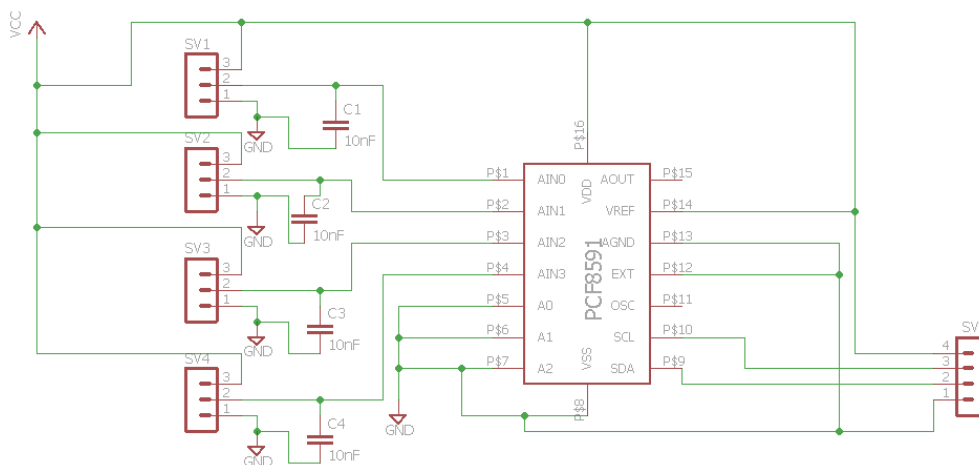 VCC
SV1
3
2
1
GND
C1
10nF
SV2
3
2
1
GND
C2
10nF
SV3
3
2
1
GND
C3
10nF
SV4
3
2
1
GND
C4
10nF
P$1
P$2
P$3
P$4
P$5
P$6
P$7
GND
AIN0
AIN1
AIN2
AIN3
A0
A1
A2
P$16
VDD
PCF8591
VSS
P$8
AOUT
VREF
AGND
EXT
OSC
SCL
SDA
P$15
P$14
P$13
P$12
P$11
P$10
P$9
SV
4
3
2
1